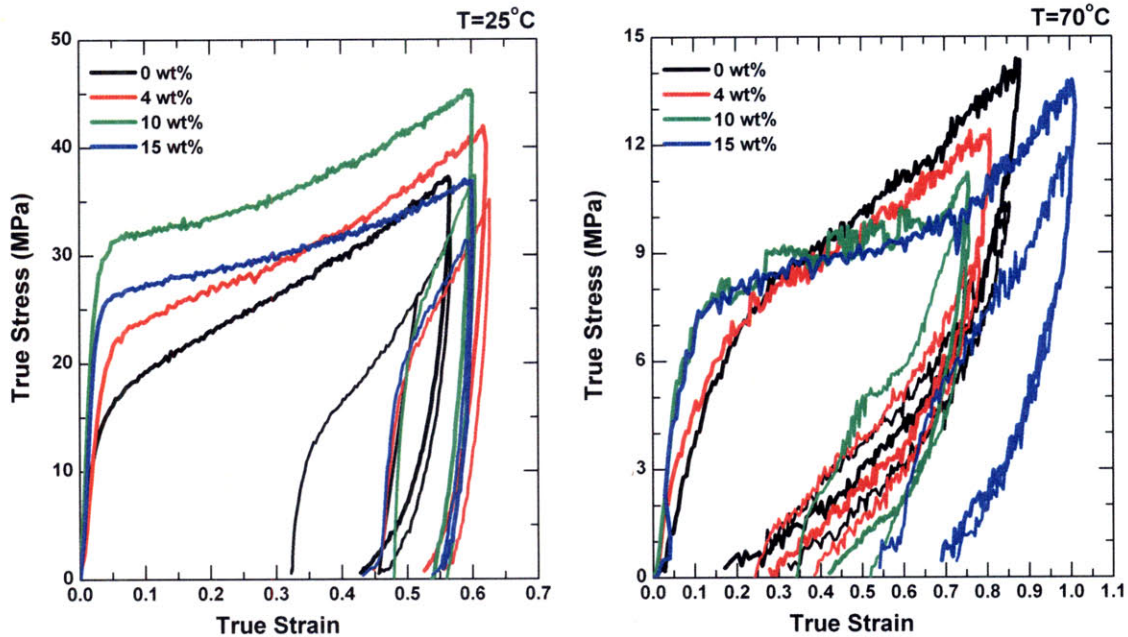 T=25°C
50
40
30
20
10
0
True Stress (MPa)
0 wt%
4 wt%
10 wt%
15 wt%
0.0 0.1 0.2 0.3 0.4 0.5 0.6 0.7
True Strain
T=70°C
15
12
9
6
3
0
True Stress (MPa)
0 wt%
4 wt%
10 wt%
15 wt%
0.0 0.1 0.2 0.3 0.4 0.5 0.6 0.7 0.8 0.9 1.0 1.1
True Strain